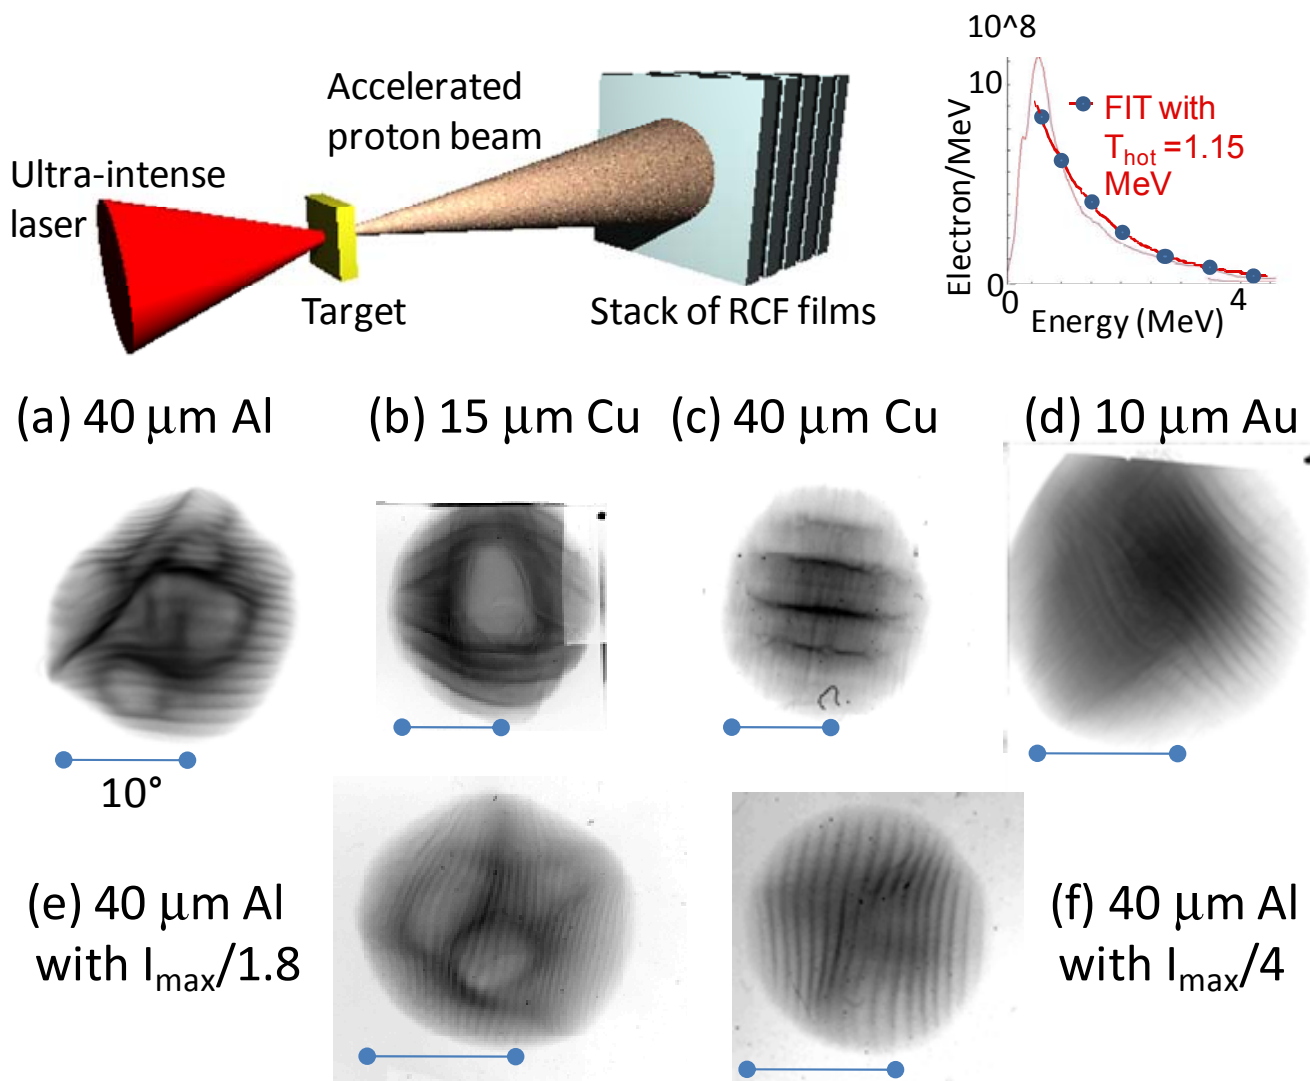 Ultra-intense
laser
Accelerated
proton beam
Target
Stack of RCF films
10^8
10
Electron/MeV
FIT with
T_hot =1.15
MeV
0
0
4
Energy (MeV)
(a) 40 μm Al
(b) 15 μm Cu
(c) 40 μm Cu
(d) 10 μm Au
10°
(e) 40 μm Al
with I_max/1.8
(f) 40 μm Al
with I_max/4